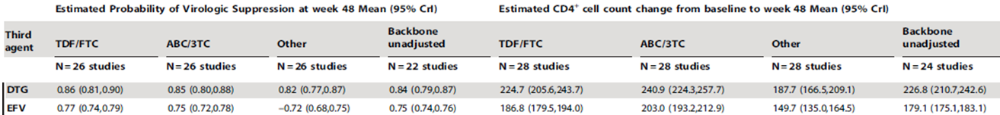 Estimated Probability of Virologic Suppression at week 48 Mean (95% CrI) Estimated CD4+ cell count change from baseline to week 48 Mean (95% CrI)
Third agent TDF/FTC ABC/3TC Other Backbone unadjusted TDF/FTC ABC/3TC Other Backbone unadjusted
N = 26 studies N = 26 studies N = 26 studies N = 22 studies N = 28 studies N = 28 studies N = 28 studies N = 24 studies
DTG 0.86 (0.81,0.90) 0.85 (0.80,0.88) 0.82 (0.77,0.87) 0.84 (0.79,0.87) 224.7 (205.6,243.7) 240.9 (224.3,257.7) 187.7 (166.5,209.1) 226.8 (210.7,242.6)
EFV 0.77 (0.74,0.79) 0.75 (0.72,0.78) −0.72 (0.68,0.75) 0.75 (0.74,0.76) 186.8 (179.5,194.0) 203.0 (193.2,212.9) 149.7 (135.0,164.5) 179.1 (175.1,183.1)